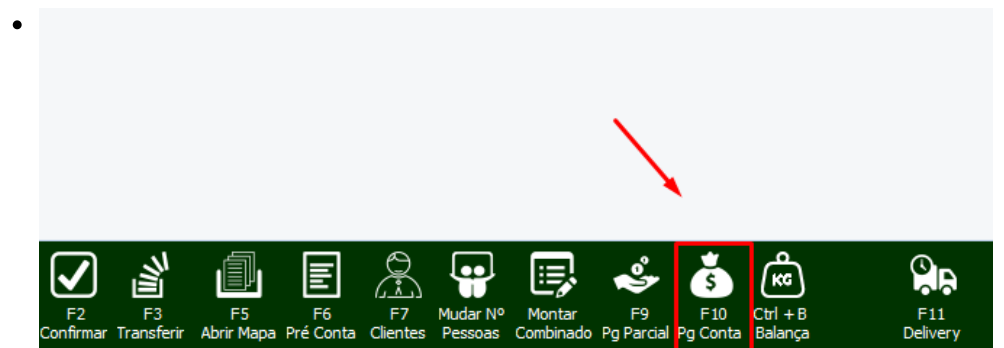 KG
F2
Confirmar
F3
Transferir
F5
Abrir Mapa
F6
Pré Conta
F7
Clientes
Mudar Nº
Pessoas
Montar
Combinado
F9
Pg Parcial
$
F10
Pg Conta
Ctrl + B
Balança
F11
Delivery